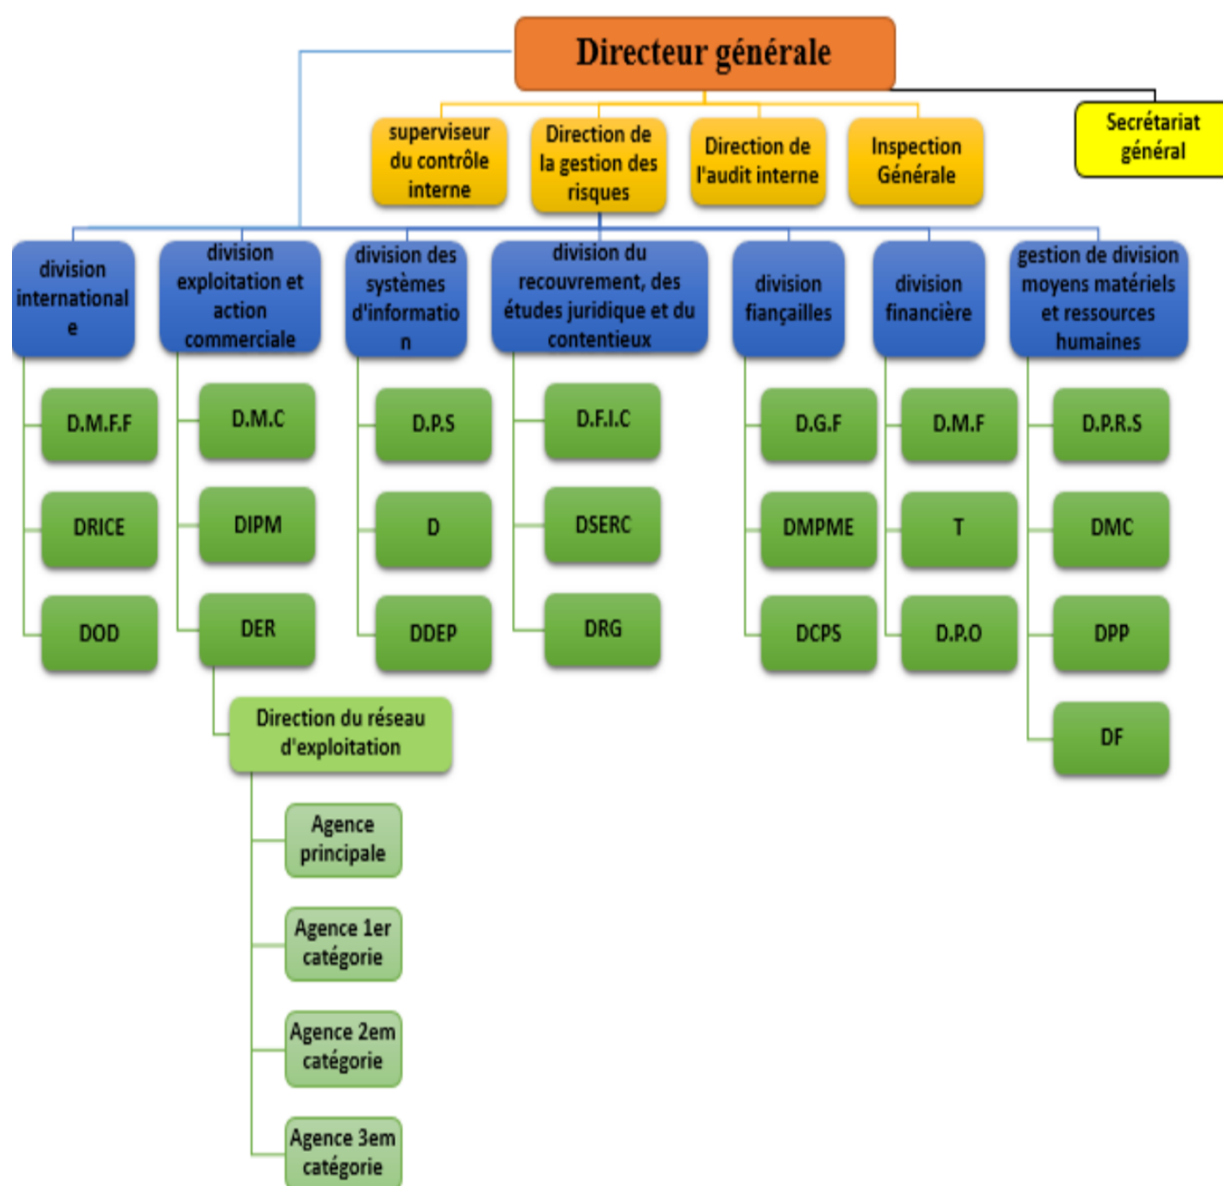 Directeur générale
superviseur
du contrôle
interne
Direction de
la gestion des
risques
Direction de
l'audit interne
Inspection
Générale
Secrétariat
général
division
international
e
division
exploitation et
action
commerciale
division des
systèmes
d'informatio
n
division du
recouvrement, des
études juridique et du
contentieux
division
fiançailles
division
financière
gestion de division
moyens matériels
et ressources
humaines
D.M.F.F
D.M.C
D.P.S
D.F.I.C
D.G.F
D.M.F
D.P.R.S
DRICE
DIPM
D
DSERC
DMPME
T
DMC
DOD
DER
DDEP
DRG
DCPS
D.P.O
DPP
DF
Direction du réseau
d'exploitation
Agence
principale
Agence 1er
catégorie
Agence 2em
catégorie
Agence 3em
catégorie